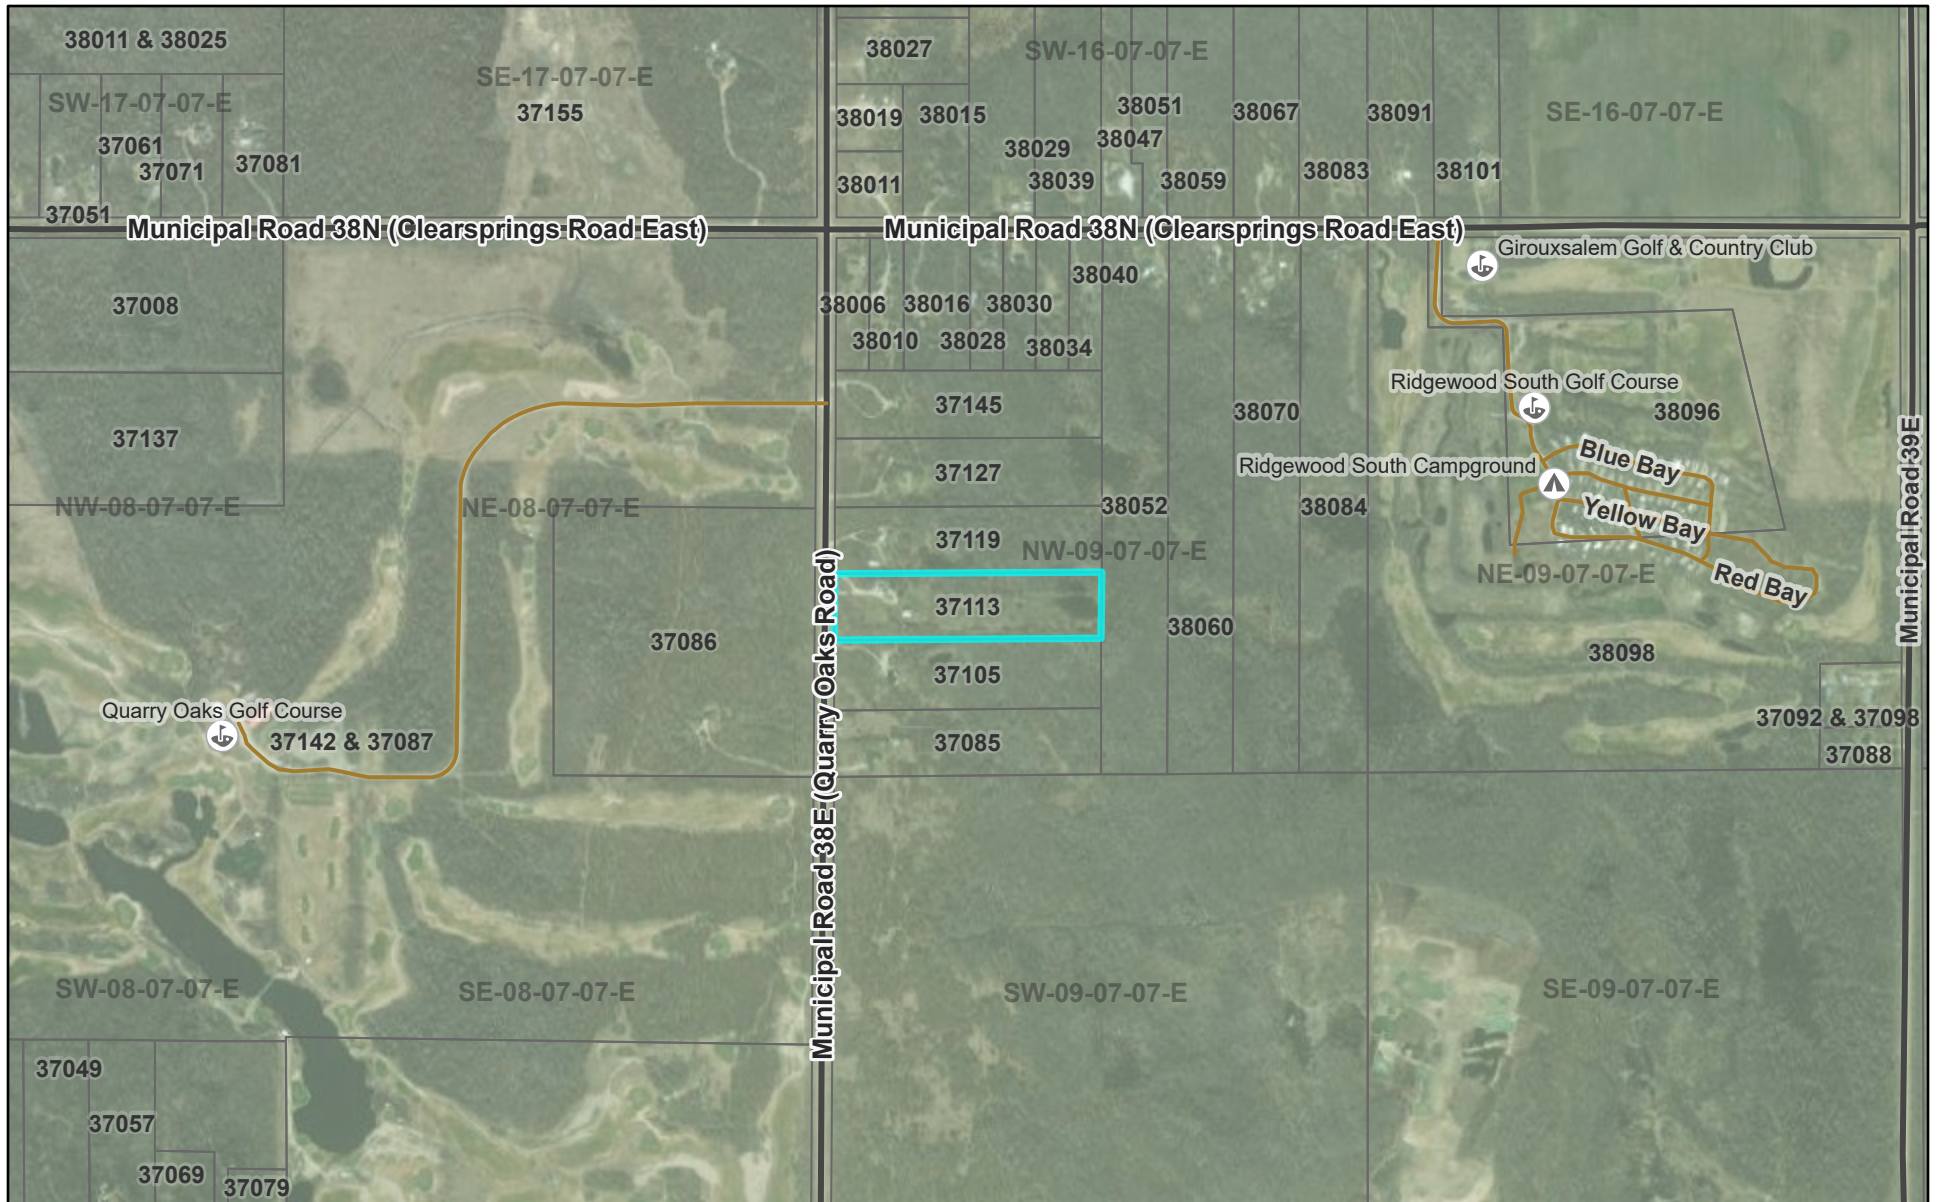 38011 & 38025
38027
SW-16-07-07-E
SE-17-07-07-E
SW-17-07-07-E
37155
38019
38015
38051
38067
38091
SE-16-07-07-E
37061
38047
38029
37071
37081
38011
38039
38059
38083
38101
37051
Municipal Road 38N (Clearsprings Road East)
Municipal Road 38N (Clearsprings Road East)
Girouxsalem Golf & Country Club
38040
37008
38006
38016
38030
38010
38028
38034
Ridgewood South Golf Course
37145
38070
38096
37137
Blue Bay
Ridgewood South Campground
37127
NW-08-07-07-E
NE-08-07-07-E
38052
38084
Yellow Bay
Municipal Road 39E
37119
NW-09-07-07-E
NE-09-07-07-E
Red Bay
37113
38060
37086
38098
37105
Quarry Oaks Golf Course
37142 & 37087
37085
37092 & 37098
37088
Municipal Road 38E (Quarry Oaks Road)
SW-08-07-07-E
SE-08-07-07-E
SW-09-07-07-E
SE-09-07-07-E
37049
37057
37069
37079